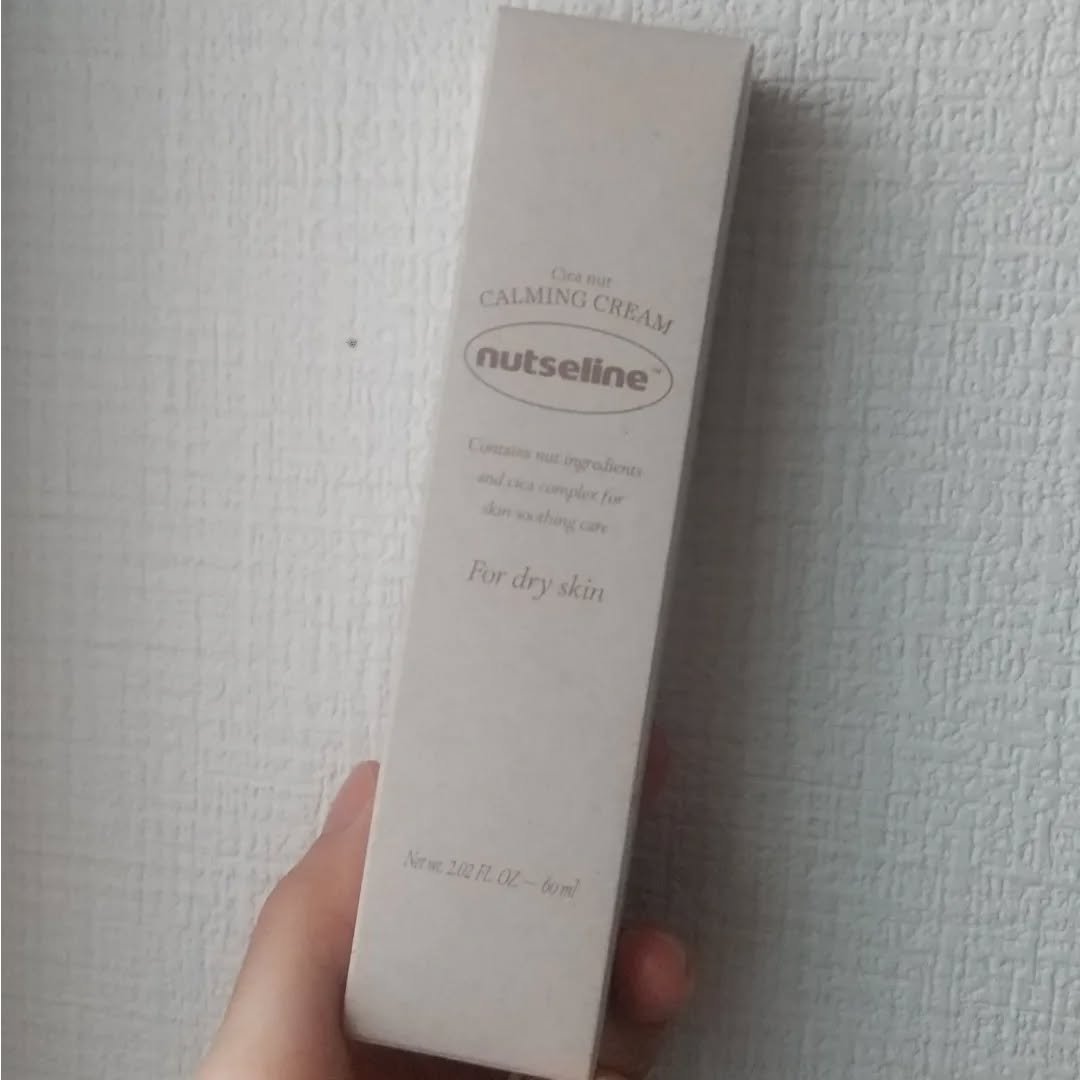 Cica nut
CALMING CREAM
nutseline™
Contains nut ingredients
and cica complex for
skin soothing care
For dry skin
Net wt. 2.02 FL OZ — 60 ml